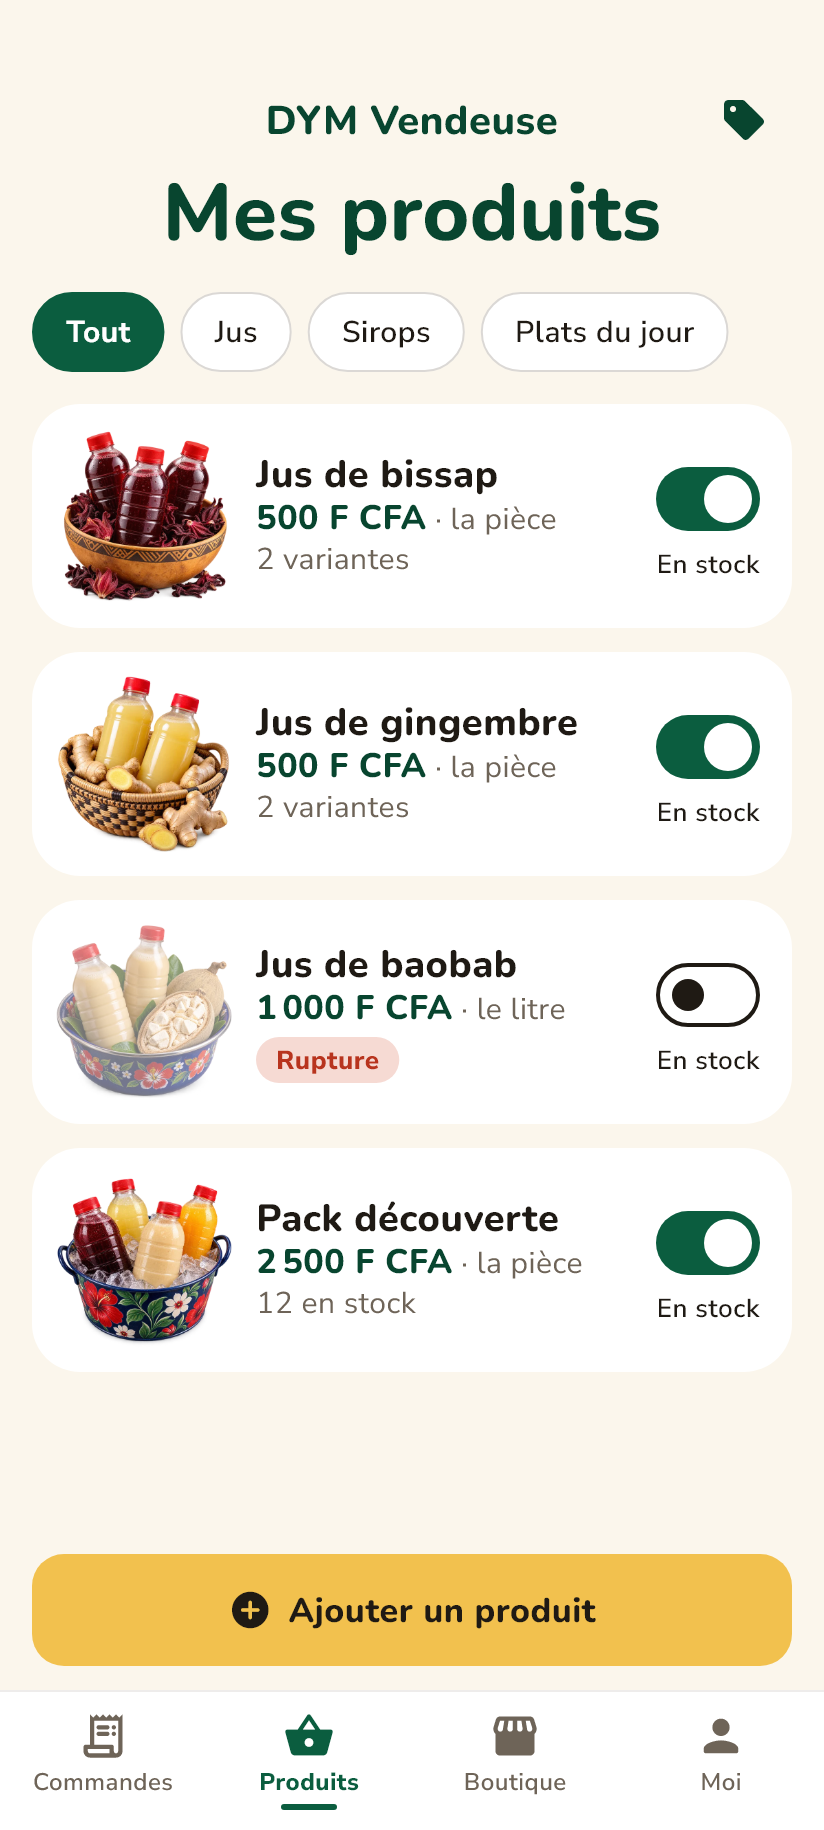 DYM Vendeuse
Mes produits
Tout
Jus
Sirops
Plats du jour
Jus de bissap
500 F CFA · la pièce
2 variantes
En stock
Jus de gingembre
500 F CFA · la pièce
2 variantes
En stock
Jus de baobab
1 000 F CFA · le litre
Rupture
En stock
Pack découverte
2 500 F CFA · la pièce
12 en stock
En stock
Ajouter un produit
Commandes
Produits
Boutique
Moi